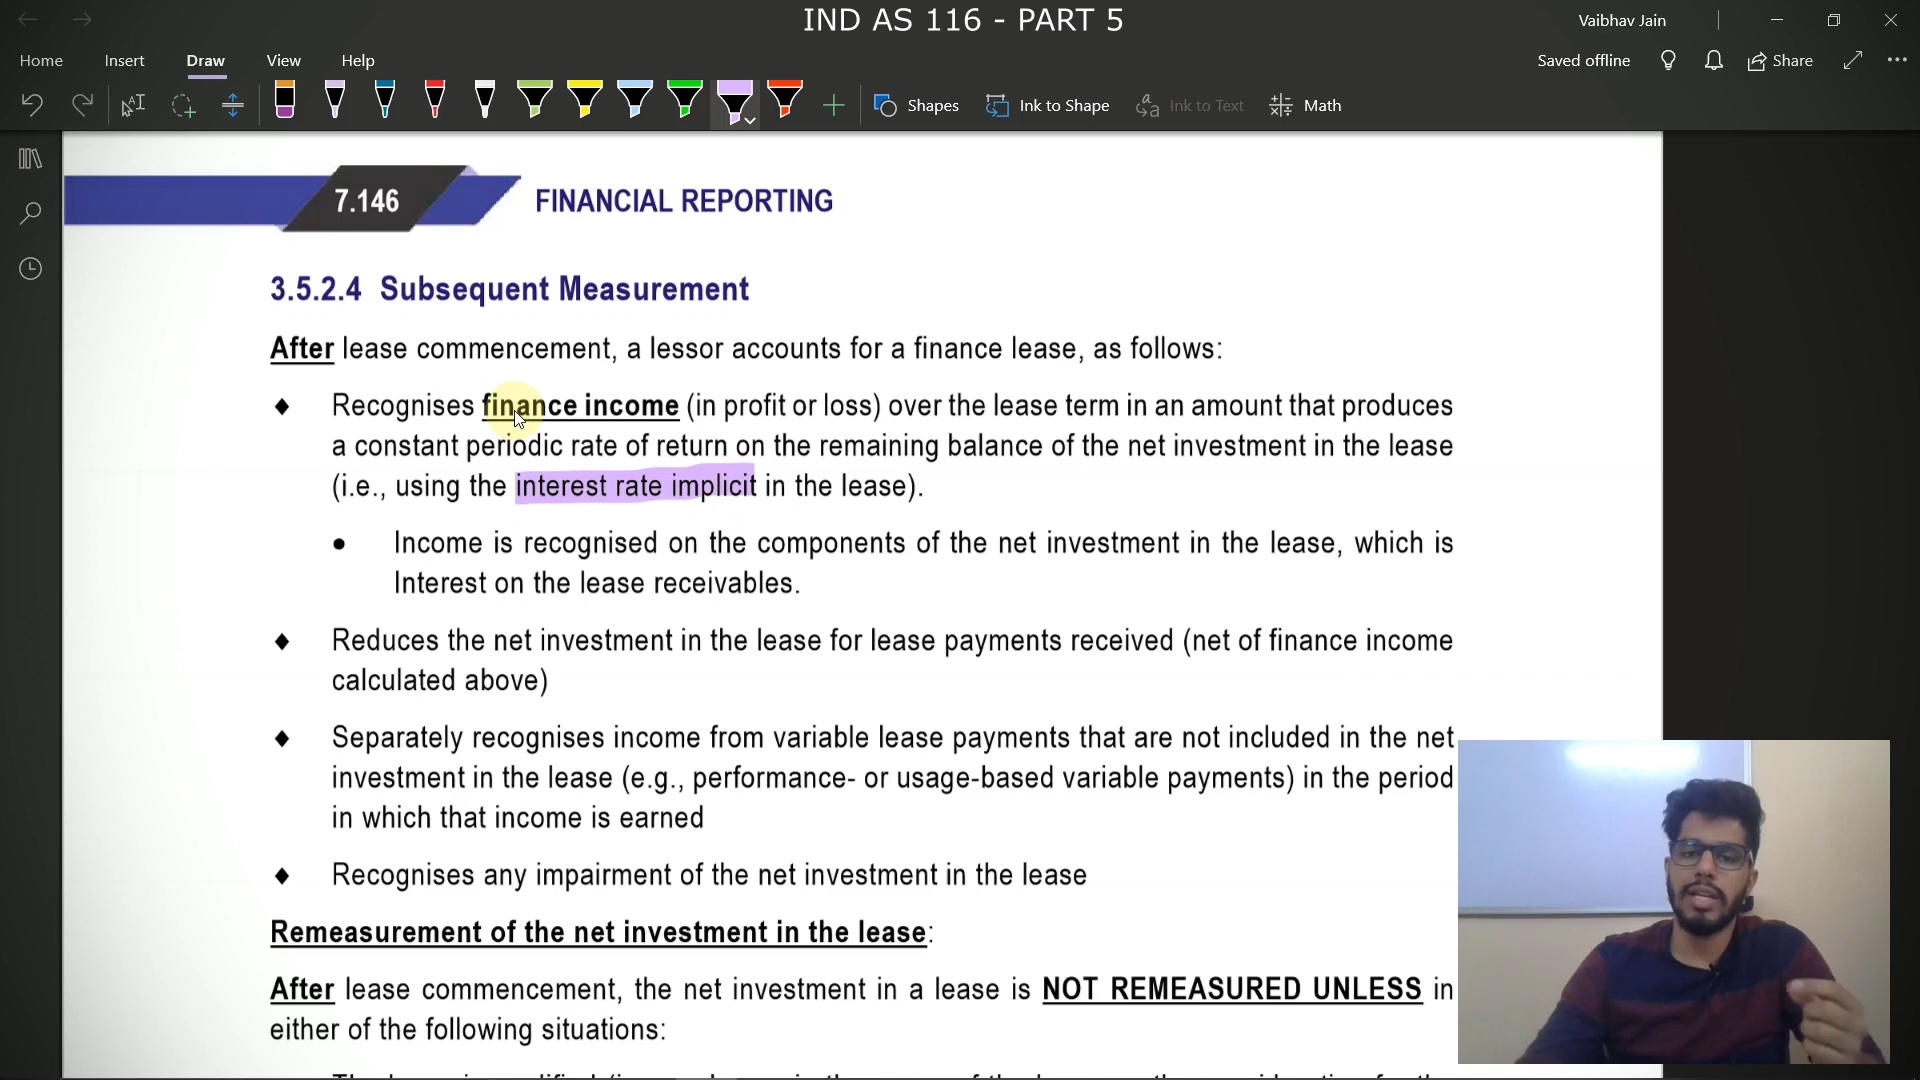 IND AS 116 - PART 5
Vaibhav Jain
Home Insert Draw View Help
Saved offline
Share
Shapes
Ink to Shape
Ink to Text
Math
7.146
FINANCIAL REPORTING
3.5.2.4 Subsequent Measurement
After lease commencement, a lessor accounts for a finance lease, as follows:
♦ Recognises finance income (in profit or loss) over the lease term in an amount that produces
a constant periodic rate of return on the remaining balance of the net investment in the lease
(i.e., using the interest rate implicit in the lease).
● Income is recognised on the components of the net investment in the lease, which is
Interest on the lease receivables.
♦ Reduces the net investment in the lease for lease payments received (net of finance income
calculated above)
♦ Separately recognises income from variable lease payments that are not included in the net
investment in the lease (e.g., performance- or usage-based variable payments) in the period
in which that income is earned
♦ Recognises any impairment of the net investment in the lease
Remeasurement of the net investment in the lease:
After lease commencement, the net investment in a lease is NOT REMEASURED UNLESS in
either of the following situations: